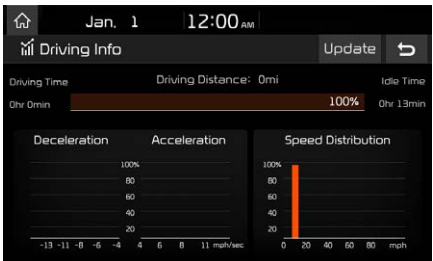 Jan. 1 12:00 AM
Driving Info Update
Driving Time Driving Distance: 0mi Idle Time
0hr 0min 100% 0hr 13min
Deceleration Acceleration Speed Distribution
100% 100%
80 80
60 60
40 40
20 20
-13 -11 -8 -6 -4 4 6 8 11 mph/sec 0 20 40 60 80 mph